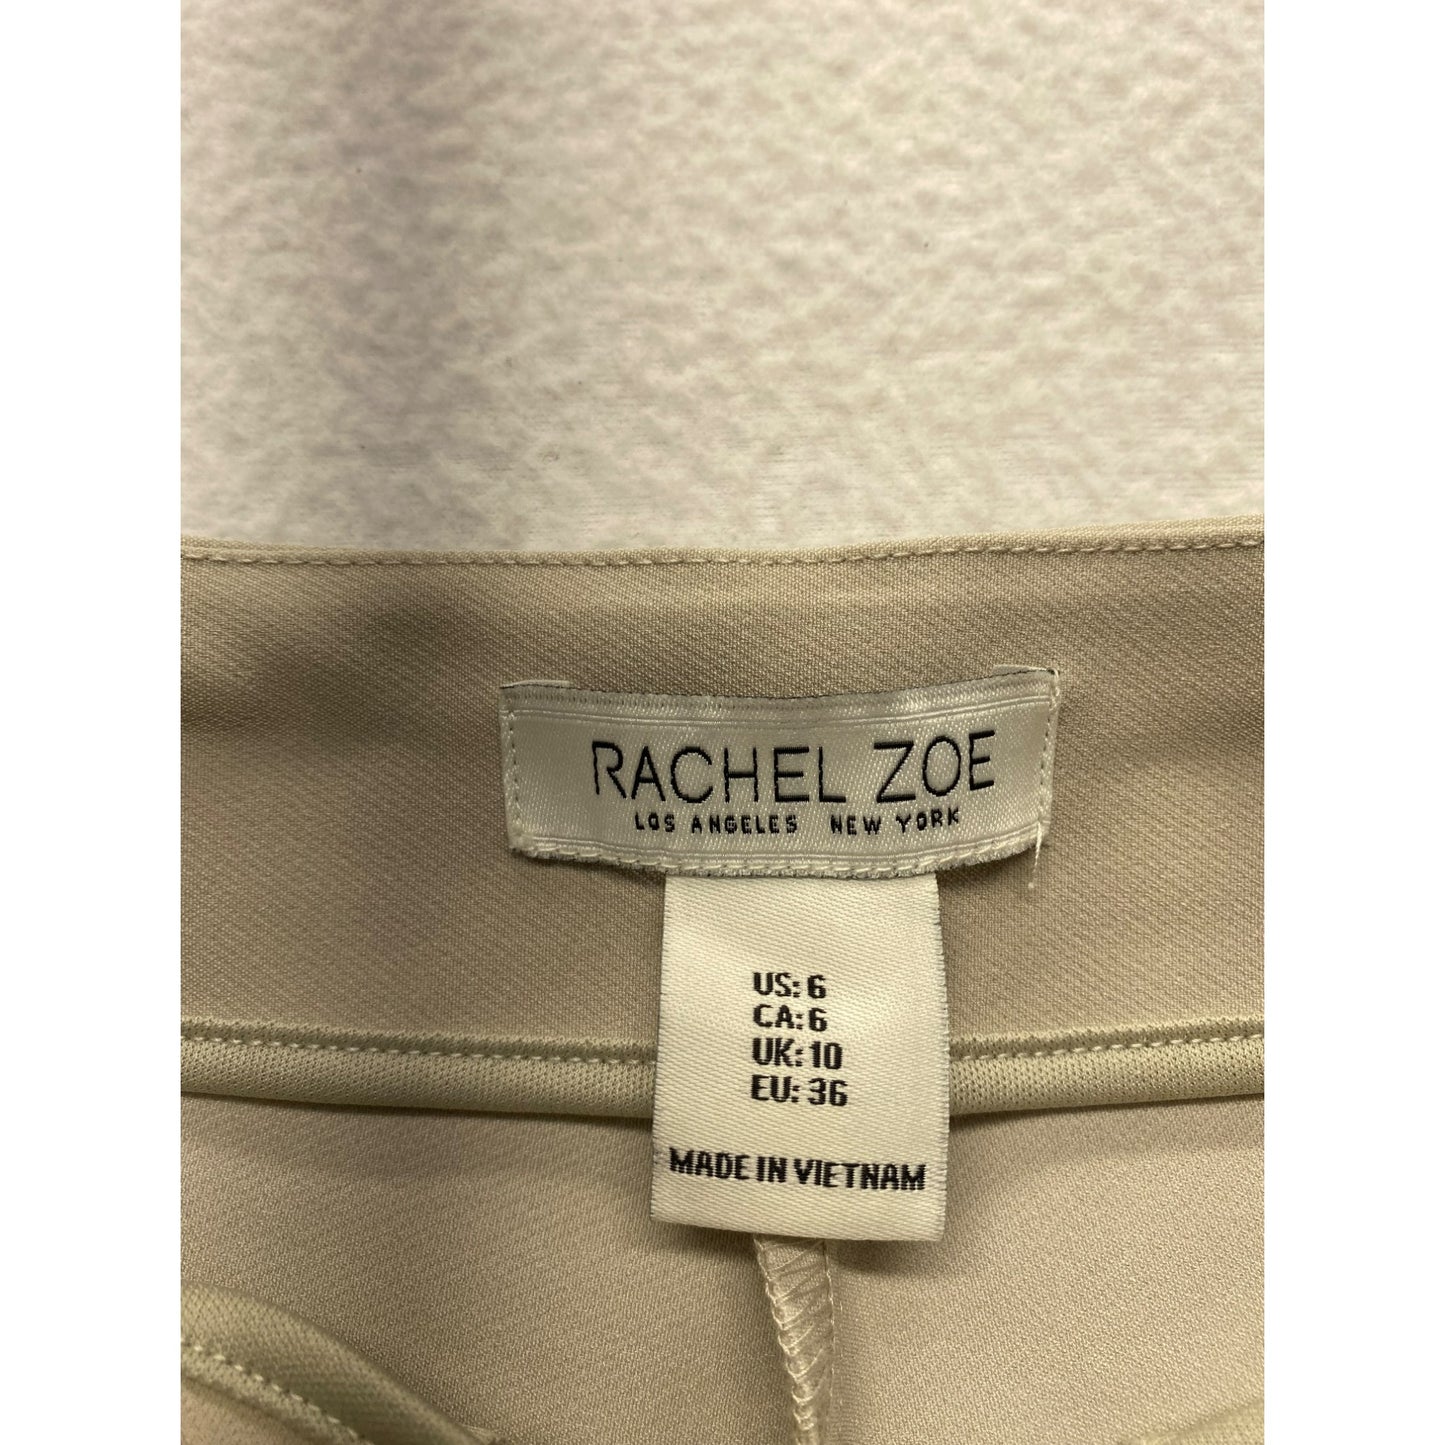 RACHEL ZOE
LOS ANGELES NEW YORK
US: 6
CA: 6
UK: 10
EU: 36
MADE IN VIETNAM